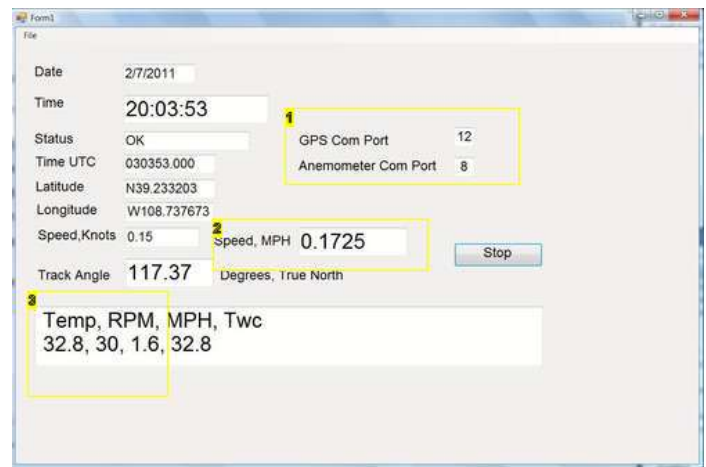 Form1
File
Date 2/7/2011
Time 20:03:53
1
Status OK GPS Com Port 12
Time UTC 030353.000 Anemometer Com Port 8
Latitude N39.233203
Longitude W108.737673
2
Speed,Knots 0.15 Speed, MPH 0.1725
Stop
Track Angle 117.37 Degrees, True North
3
Temp, RPM, MPH, Twc
32.8, 30, 1.6, 32.8